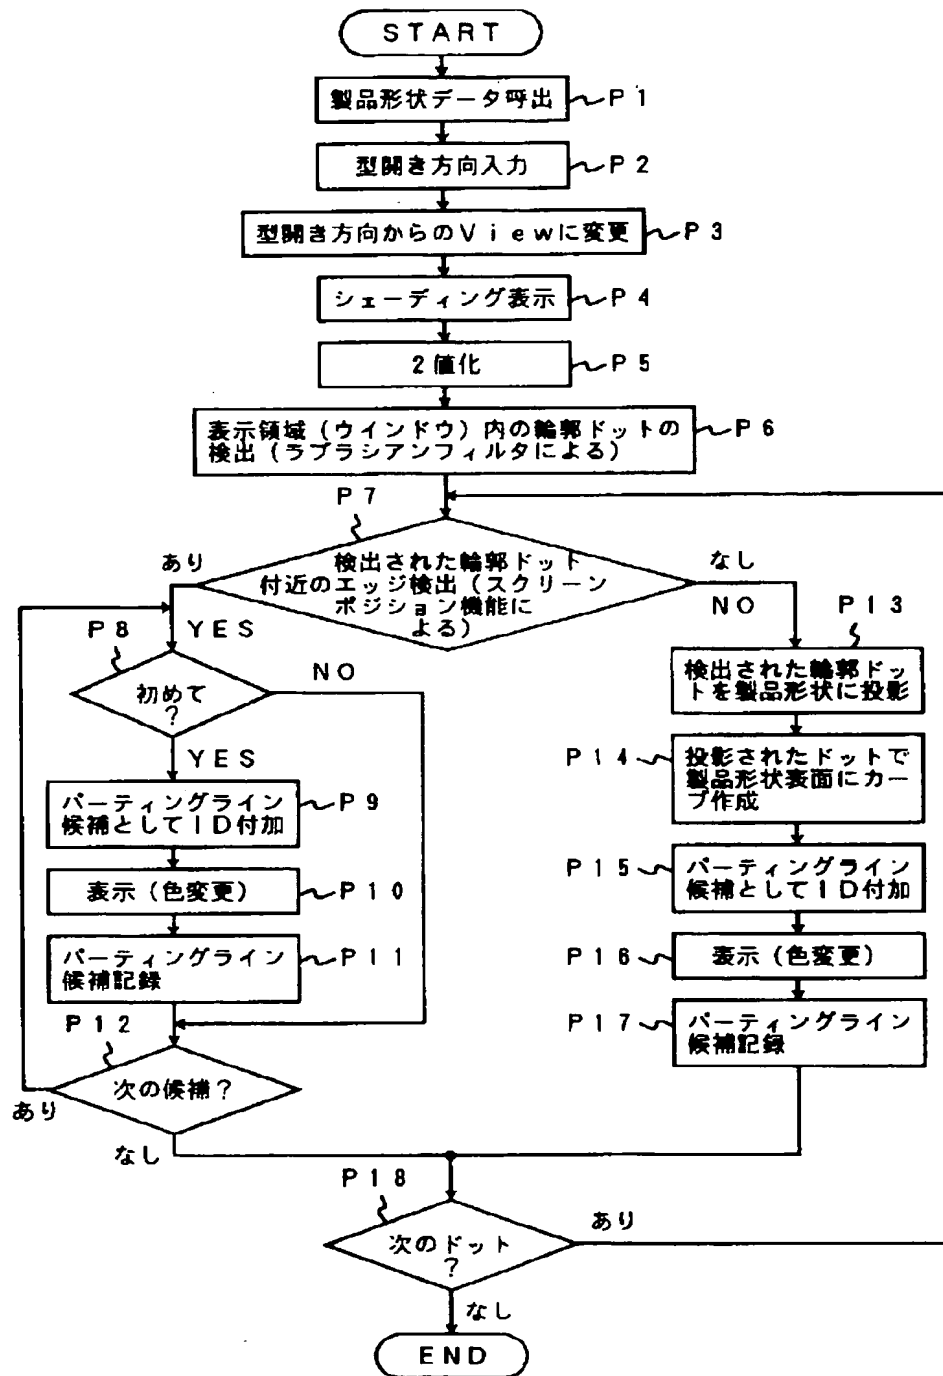 START
製品形状データ呼出
P1
型開き方向入力
P2
型開き方向からのViewに変更
P3
シェーディング表示
P4
2値化
P5
表示領域(ウインドウ)内の輪郭ドットの
検出(ラプラシアンフィルタによる)
P6
P7
検出された輪郭ドット
付近のエッジ検出(スクリーン
ポジション機能に
よる)
あり
YES
なし
NO
P8
初めて
?
NO
YES
パーティングライン
候補としてID付加
P9
表示(色変更)
P10
パーティングライン
候補記録
P11
P12
次の候補?
あり
なし
P13
検出された輪郭ドッ
トを製品形状に投影
P14
投影されたドットで
製品形状表面にカー
ブ作成
P15
パーティングライン
候補としてID付加
P16
表示(色変更)
P17
パーティングライン
候補記録
P18
次のドット
?
あり
なし
END